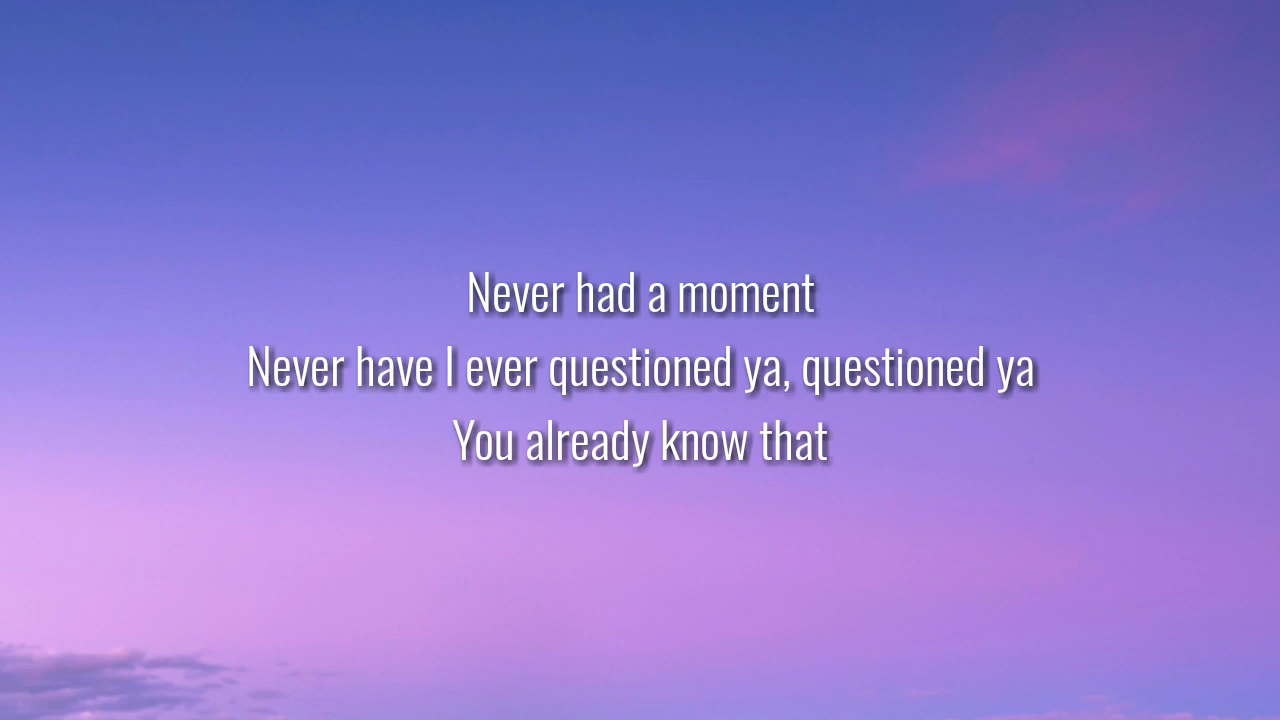 Never had a moment
Never have I ever questioned ya, questioned ya
You already know that